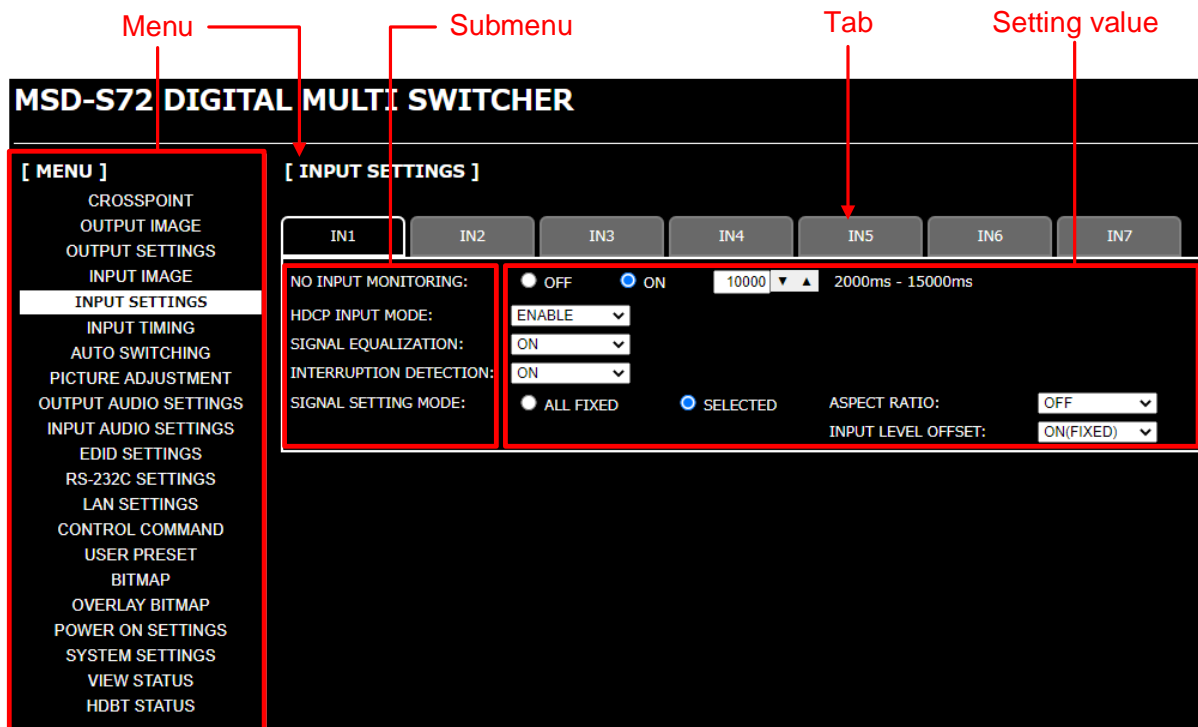 Menu Submenu Tab Setting value
MSD-S72 DIGITAL MULTI SWITCHER
[ MENU ]
CROSSPOINT
OUTPUT IMAGE
OUTPUT SETTINGS
INPUT IMAGE
INPUT SETTINGS
INPUT TIMING
AUTO SWITCHING
PICTURE ADJUSTMENT
OUTPUT AUDIO SETTINGS
INPUT AUDIO SETTINGS
EDID SETTINGS
RS-232C SETTINGS
LAN SETTINGS
CONTROL COMMAND
USER PRESET
BITMAP
OVERLAY BITMAP
POWER ON SETTINGS
SYSTEM SETTINGS
VIEW STATUS
HDBT STATUS
[ INPUT SETTINGS ]
IN1 IN2 IN3 IN4 IN5 IN6 IN7
NO INPUT MONITORING: OFF ON 10000 ▼ ▲ 2000ms - 15000ms
HDCP INPUT MODE: ENABLE
SIGNAL EQUALIZATION: ON
INTERRUPTION DETECTION: ON
SIGNAL SETTING MODE: ALL FIXED SELECTED ASPECT RATIO: OFF
INPUT LEVEL OFFSET: ON(FIXED)